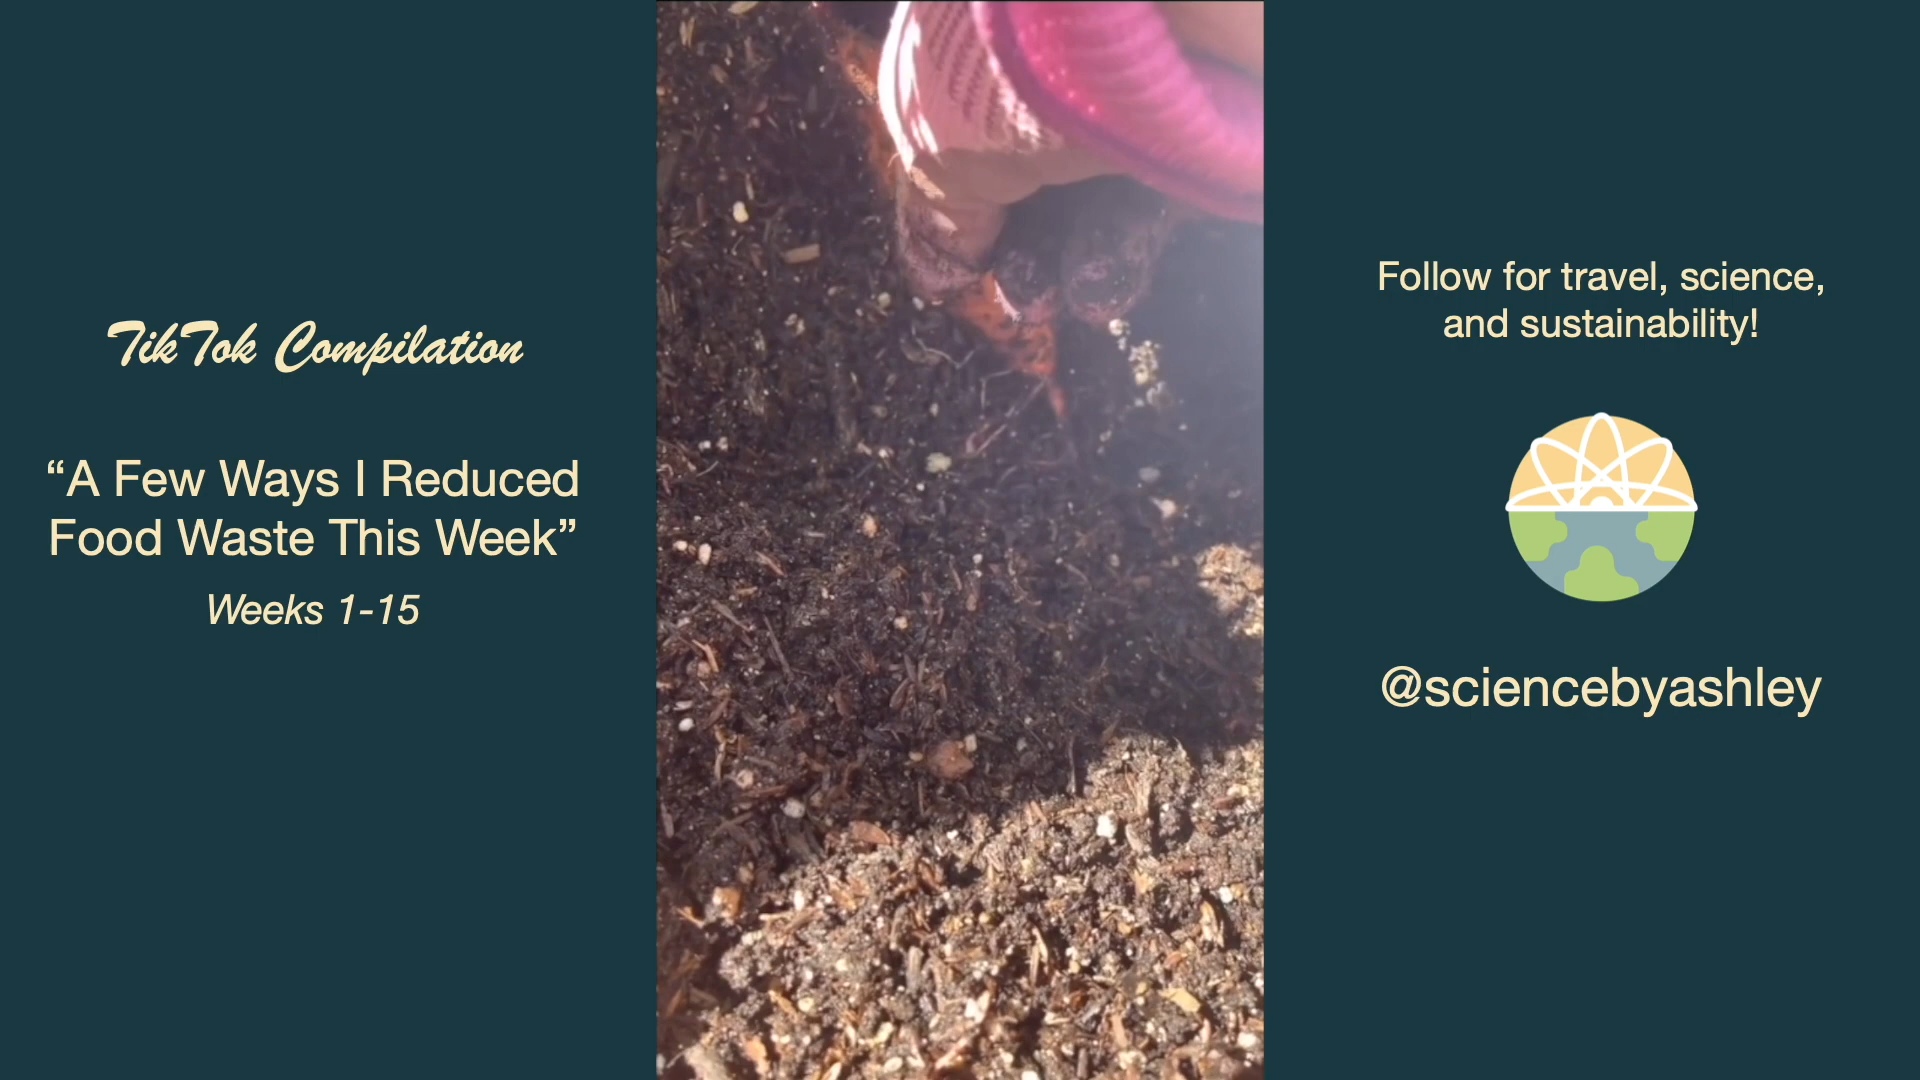 TikTok Compilation
“A Few Ways I Reduced
Food Waste This Week”
Weeks 1-15
Follow for travel, science,
and sustainability!
@sciencebyashley